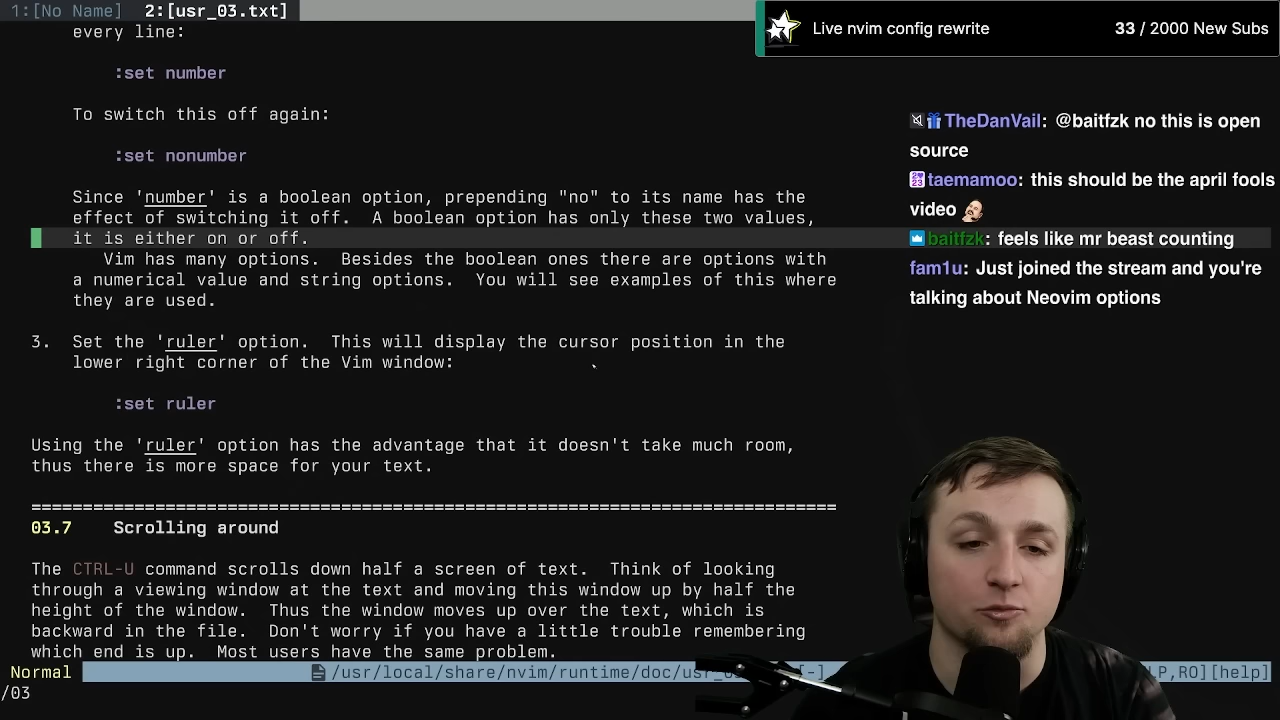 1:[No Name]  2:[usr_03.txt]
Live nvim config rewrite  33 / 2000 New Subs
every line:
:set number
To switch this off again:
:set nonumber
Since 'number' is a boolean option, prepending "no" to its name has the
effect of switching it off.  A boolean option has only these two values,
it is either on or off.
Vim has many options.  Besides the boolean ones there are options with
a numerical value and string options.  You will see examples of this where
they are used.
3.  Set the 'ruler' option.  This will display the cursor position in the
lower right corner of the Vim window:
:set ruler
Using the 'ruler' option has the advantage that it doesn't take much room,
thus there is more space for your text.
==============================================================================
03.7    Scrolling around
The CTRL-U command scrolls down half a screen of text.  Think of looking
through a viewing window at the text and moving this window up by half the
height of the window.  Thus the window moves up over the text, which is
backward in the file.  Don't worry if you have a little trouble remembering
which end is up.  Most users have the same problem.
Normal  /usr/local/share/nvim/runtime/doc/usr_0 [-] LP,RO][help]
/03
TheDanVail: @baitfzk no this is open
source
taemamoo: this should be the april fools
video
baitfzk: feels like mr beast counting
fam1u: Just joined the stream and you're
talking about Neovim options